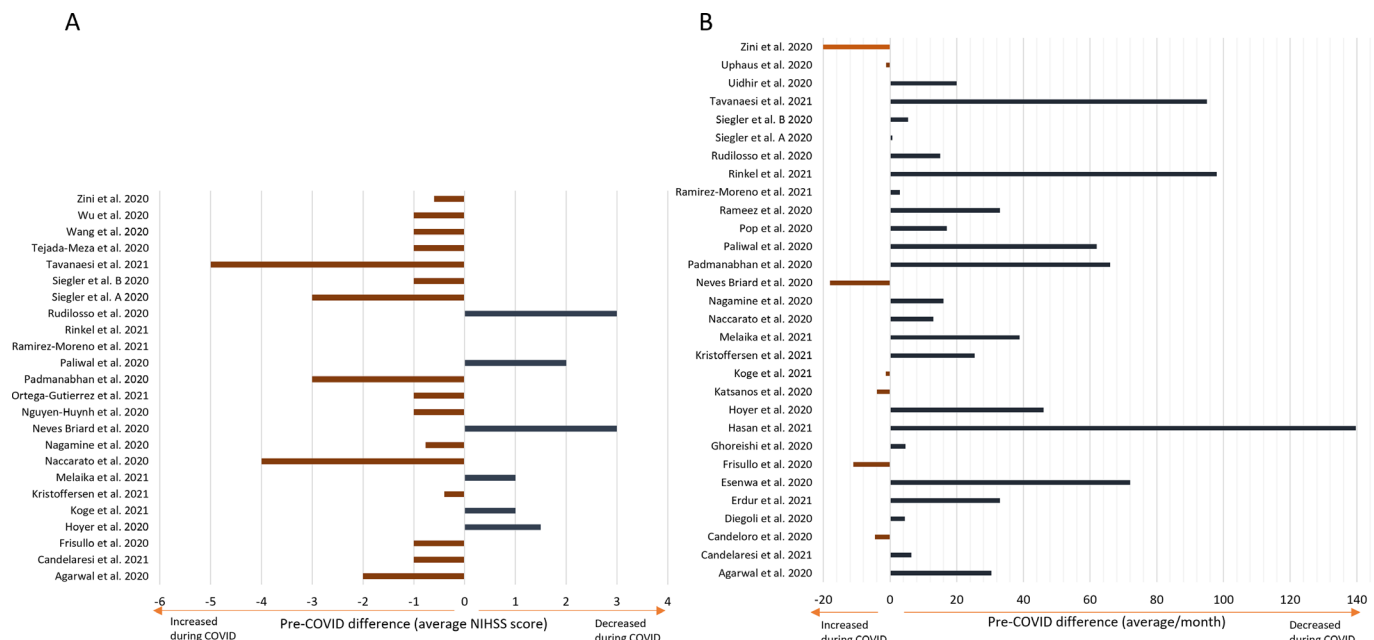 A
Zini et al. 2020
Wu et al. 2020
Wang et al. 2020
Tejada-Meza et al. 2020
Tavanaesi et al. 2021
Siegler et al. B 2020
Siegler et al. A 2020
Rudilosso et al. 2020
Rinkel et al. 2021
Ramirez-Moreno et al. 2021
Paliwal et al. 2020
Padmanabhan et al. 2020
Ortega-Gutierrez et al. 2021
Nguyen-Huynh et al. 2020
Neves Briard et al. 2020
Nagamine et al. 2020
Naccarato et al. 2020
Melaika et al. 2021
Kristoffersen et al. 2021
Koge et al. 2021
Hoyer et al. 2020
Frisullo et al. 2020
Candelaresi et al. 2021
Agarwal et al. 2020
-6 -5 -4 -3 -2 -1 0 1 2 3 4
Increased
during COVID
Pre-COVID difference (average NIHSS score)
Decreased
during COVID
B
Zini et al. 2020
Uphaus et al. 2020
Uidhir et al. 2020
Tavanaesi et al. 2021
Siegler et al. B 2020
Siegler et al. A 2020
Rudilosso et al. 2020
Rinkel et al. 2021
Ramirez-Moreno et al. 2021
Rameez et al. 2020
Pop et al. 2020
Paliwal et al. 2020
Padmanabhan et al. 2020
Neves Briard et al. 2020
Nagamine et al. 2020
Naccarato et al. 2020
Melaika et al. 2021
Kristoffersen et al. 2021
Koge et al. 2021
Katsanos et al. 2020
Hoyer et al. 2020
Hasan et al. 2021
Ghoreishi et al. 2020
Frisullo et al. 2020
Esenwa et al. 2020
Erdur et al. 2021
Diegoli et al. 2020
Candeloro et al. 2020
Candelaresi et al. 2021
Agarwal et al. 2020
-20 0 20 40 60 80 100 120 140
Increased
during COVID
Pre-COVID difference (average/month)
Decreased
during COVID